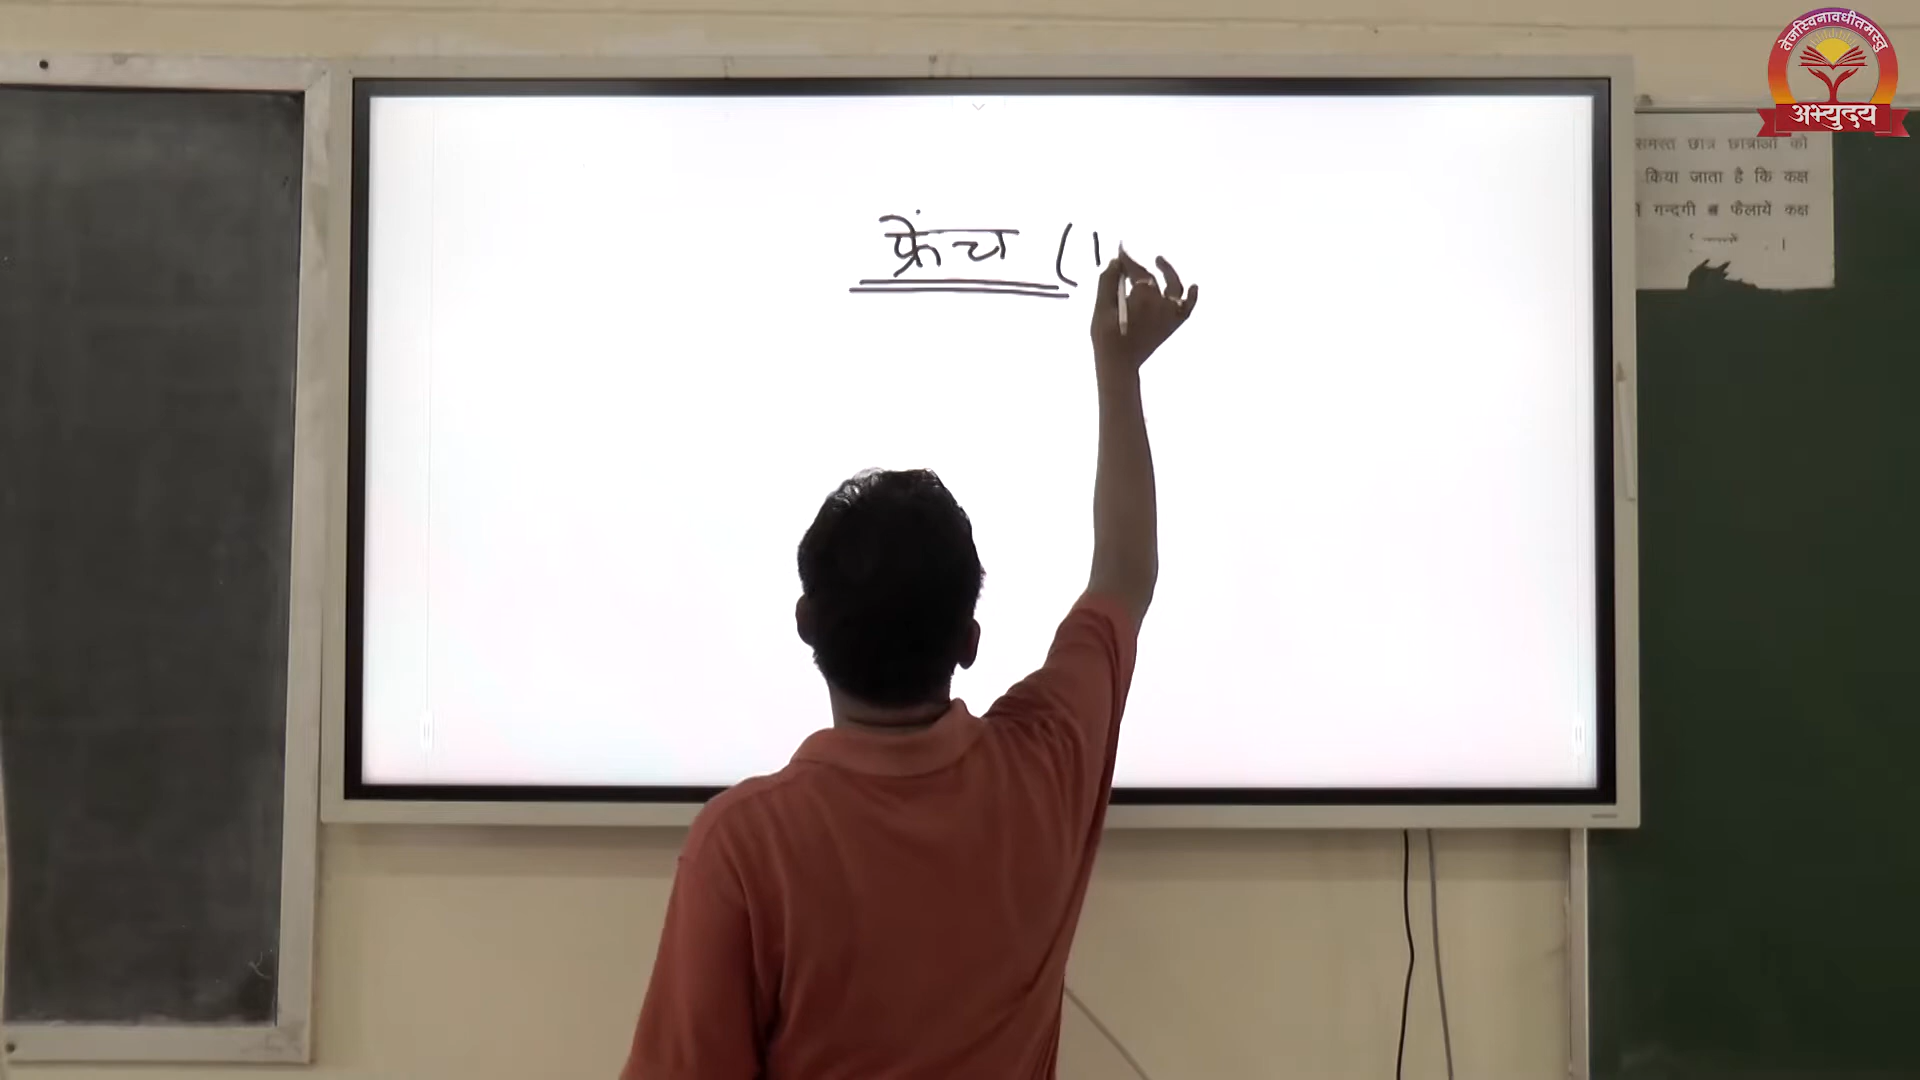 तेजस्विनावधीतमस्तु
अभ्युदय
फ्रेंच (1
समस्त छात्र छात्राओं को
किया जाता है कि कक्ष
गन्दगी न फैलायें कक्ष